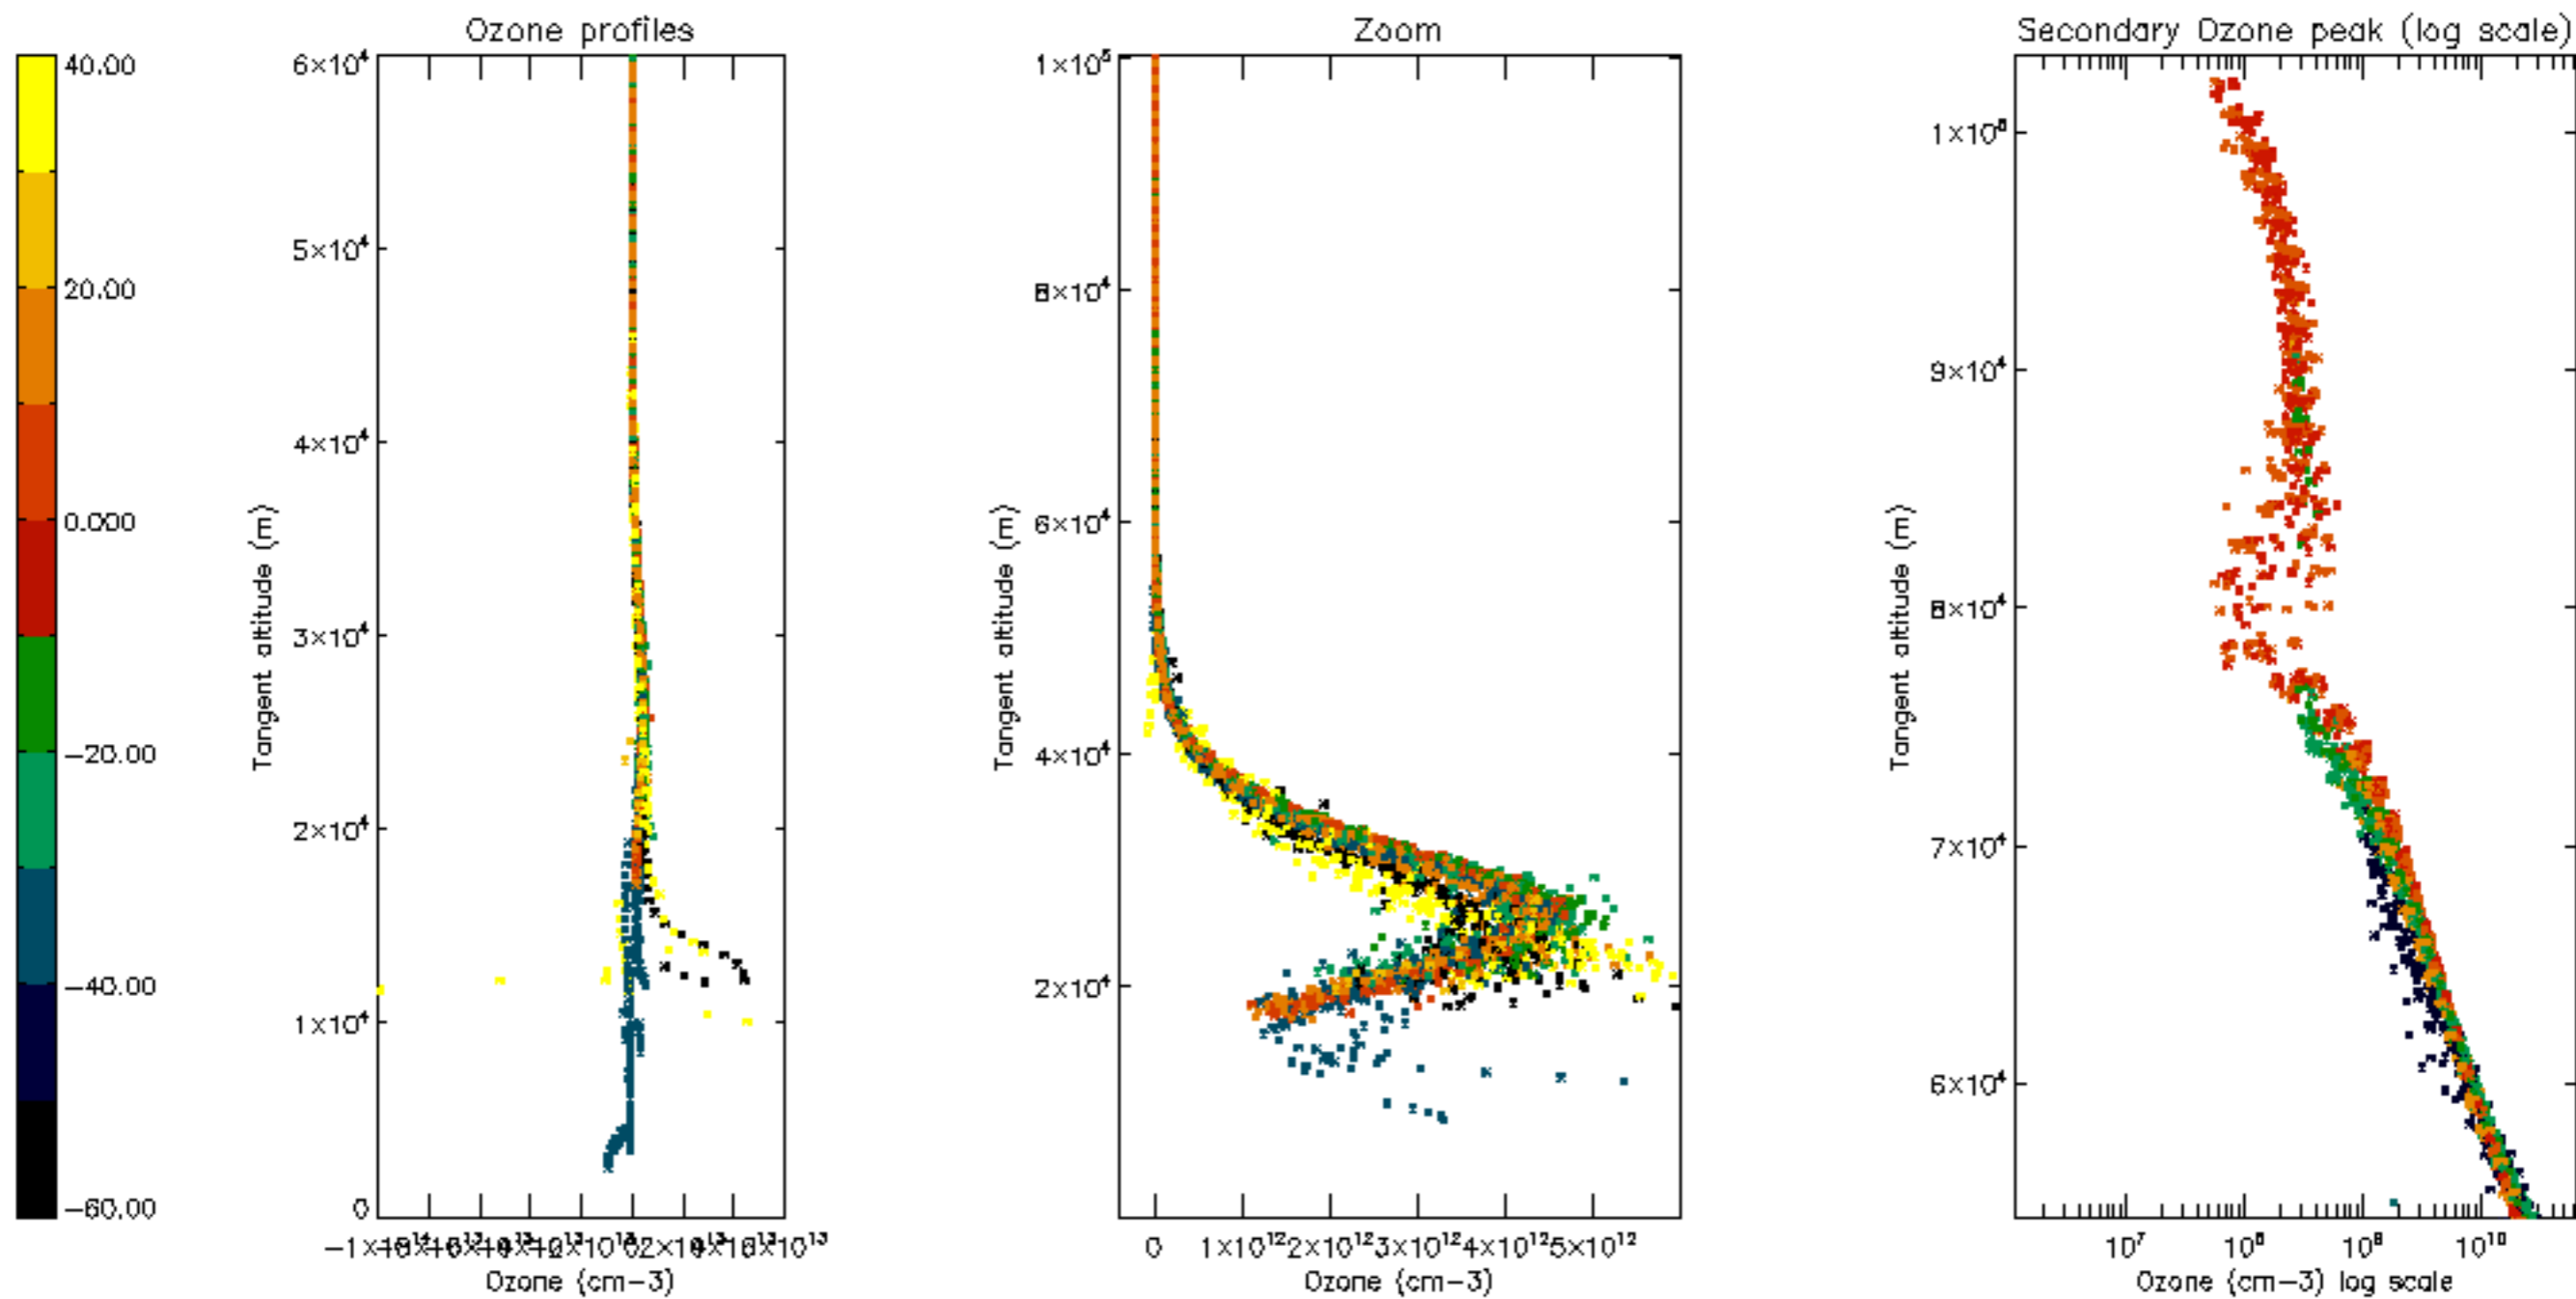 Ozone profiles
Zoom
Secondary Ozone peak (log scale)
40.00
20.00
0.000
−20.00
−40.00
−60.00
6×10⁴
5×10⁴
4×10⁴
3×10⁴
2×10⁴
1×10⁴
0
Tangent altitude (m)
Ozone (cm−3)
1×10⁵
8×10⁴
6×10⁴
4×10⁴
2×10⁴
Tangent altitude (m)
0 1×10¹² 2×10¹² 3×10¹² 4×10¹² 5×10¹²
Ozone (cm−3)
9×10⁴
8×10⁴
7×10⁴
6×10⁴
Tangent altitude (m)
10⁷ 10⁸ 10⁹ 10¹⁰
Ozone (cm−3) log scale